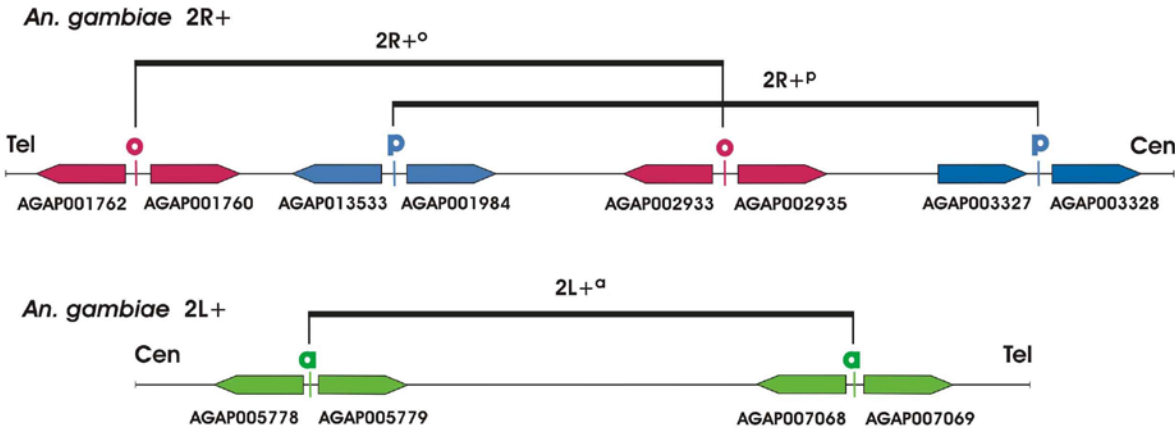 An. gambiae 2R+
2R+o
2R+p
Tel o p o p Cen
AGAP001762 AGAP001760 AGAP013533 AGAP001984 AGAP002933 AGAP002935 AGAP003327 AGAP003328
An. gambiae 2L+
2L+a
Cen a a Tel
AGAP005778 AGAP005779 AGAP007068 AGAP007069